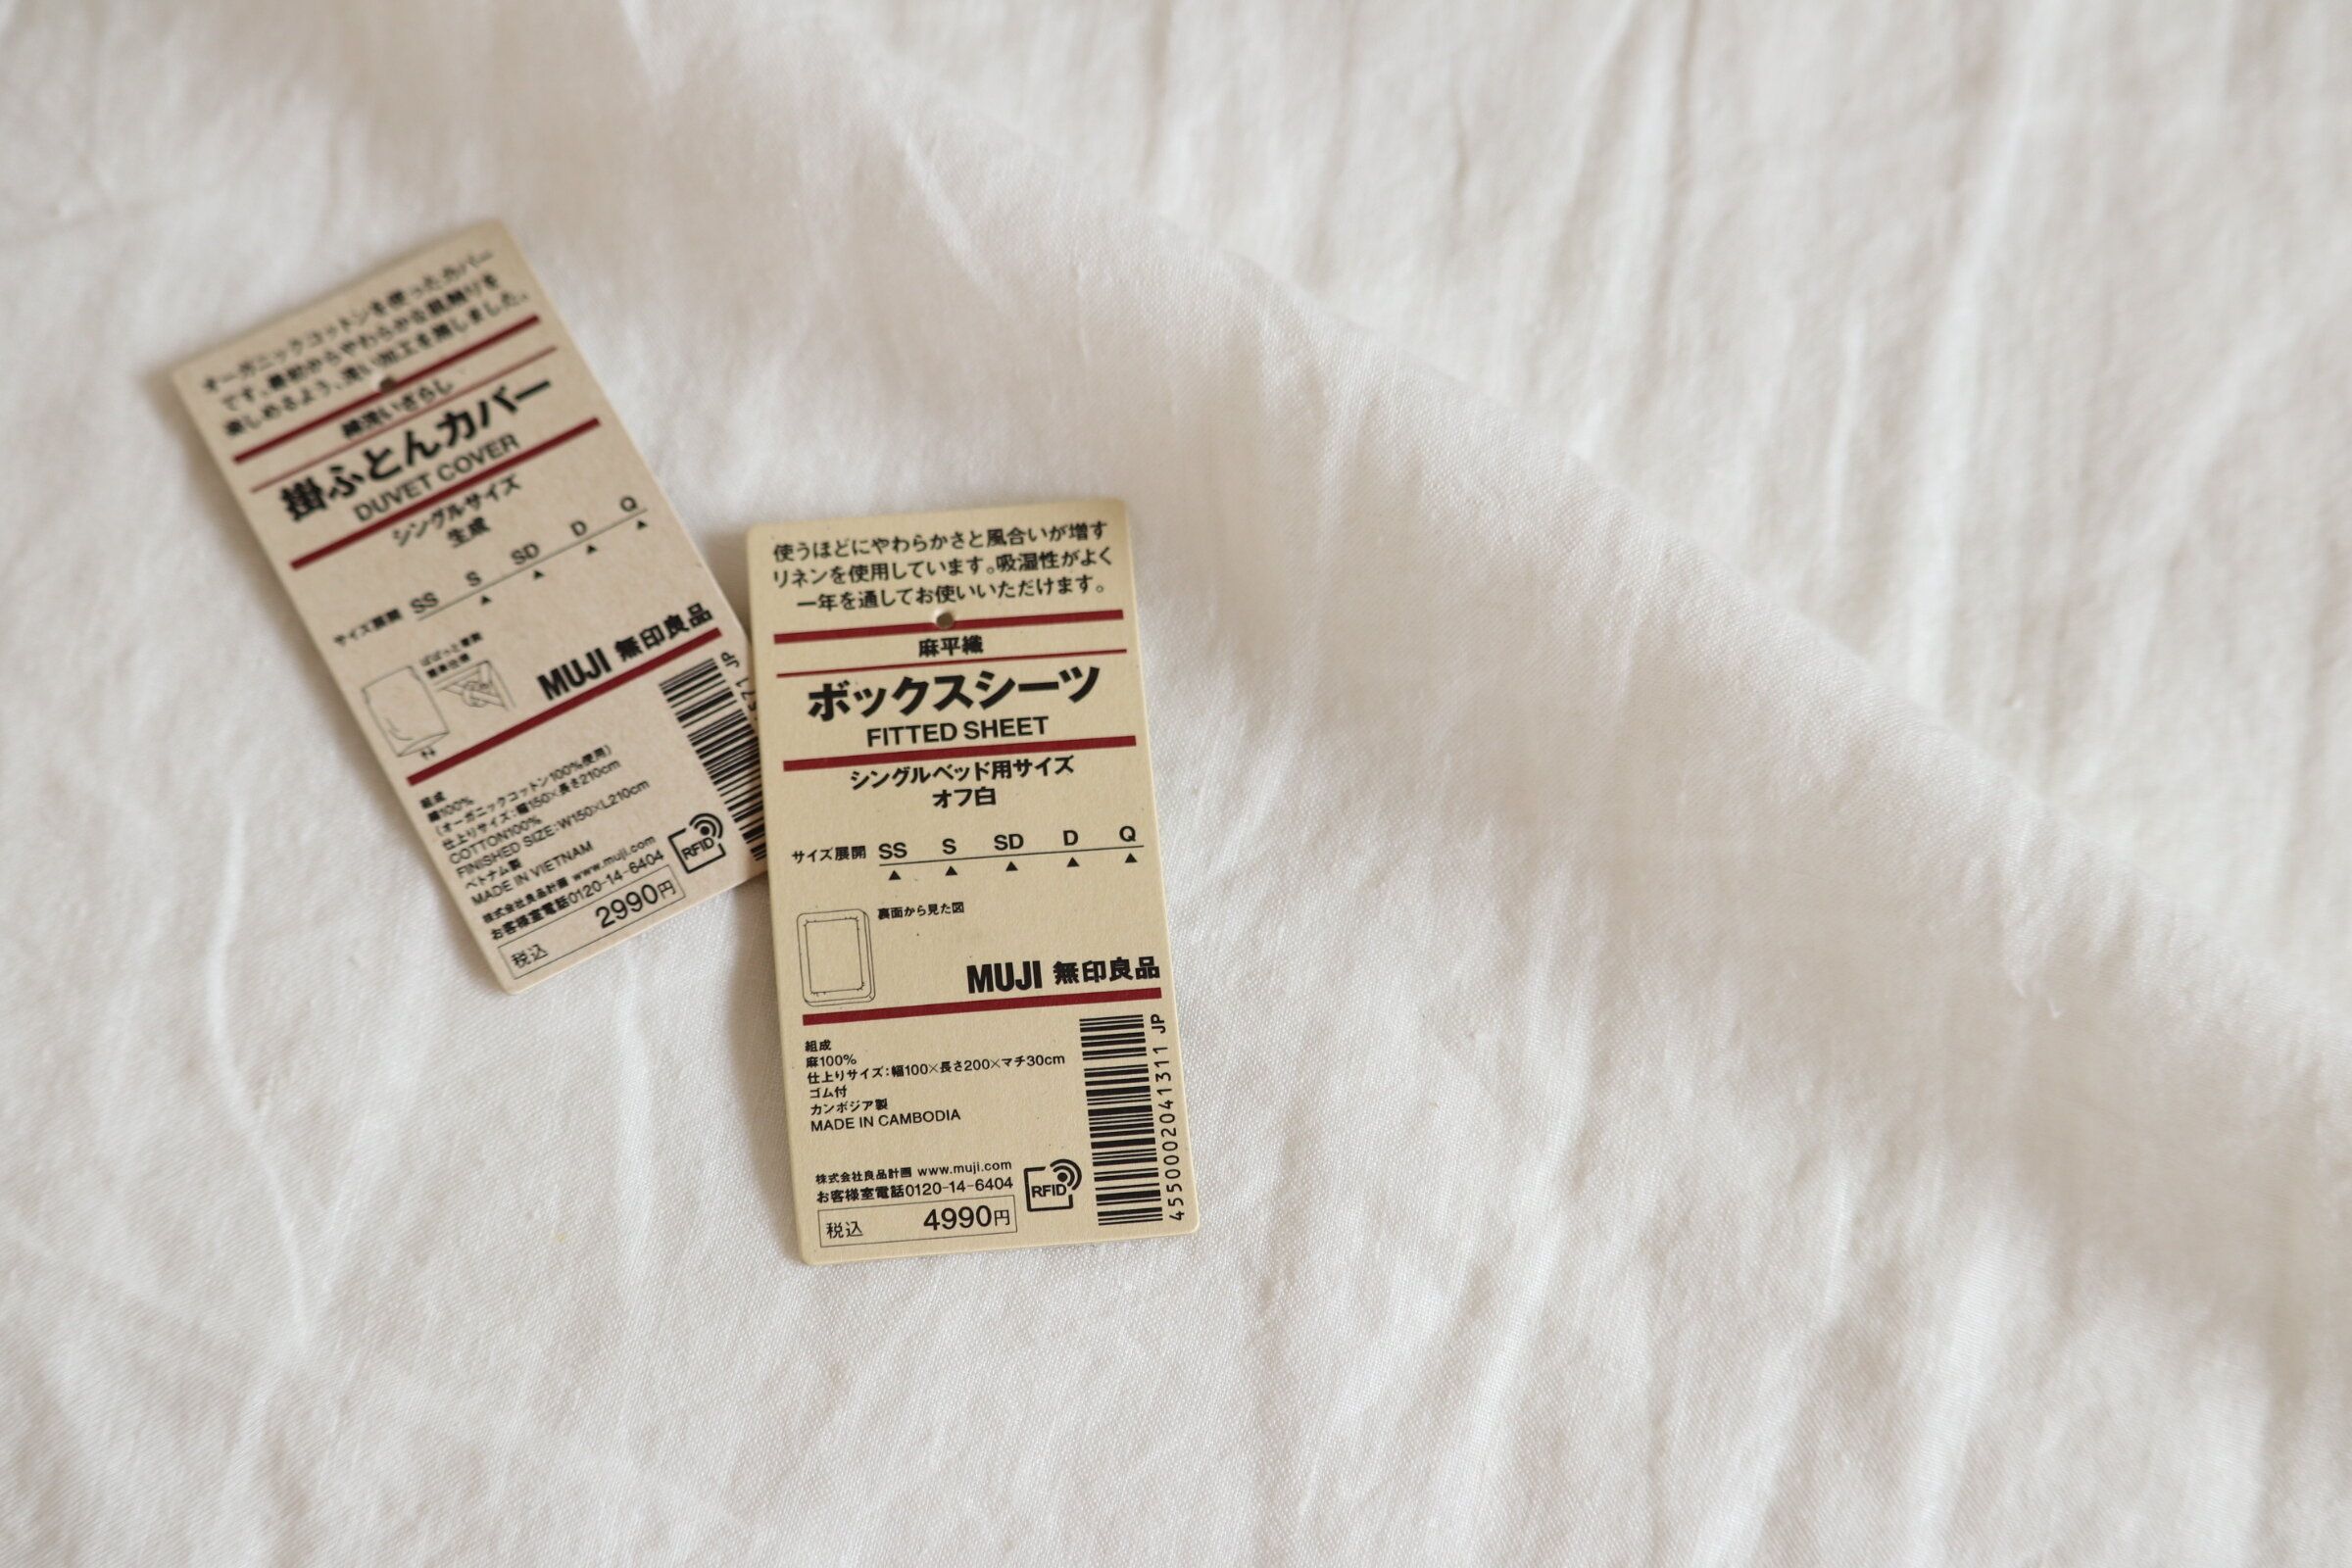 オーガニックコットンを使ったカバー
です。最初からやわらかな肌触りを
楽しめるよう、洗い加工を施しました。
綿洗いざらし
掛ふとんカバー
DUVET COVER
シングルサイズ
生成
サイズ展開 SS S SD D Q
MUJI 無印良品
組成
綿100%
(オーガニックコットン100%使用)
仕上りサイズ:幅150×長さ210cm
COTTON100%
FINISHED SIZE:W150×L210cm
ベトナム製
MADE IN VIETNAM
株式会社良品計画 www.muji.com
お客様室電話0120-14-6404
RFID
税込 2990円
JP
使うほどにやわらかさと風合いが増す
リネンを使用しています。吸湿性がよく
一年を通してお使いいただけます。
麻平織
ボックスシーツ
FITTED SHEET
シングルベッド用サイズ
オフ白
サイズ展開 SS S SD D Q
裏面から見た図
MUJI 無印良品
組成
麻100%
仕上りサイズ:幅100×長さ200×マチ30cm
ゴム付
カンボジア製
MADE IN CAMBODIA
株式会社良品計画 www.muji.com
お客様室電話0120-14-6404
RFID
税込 4990円
4550002041311 JP